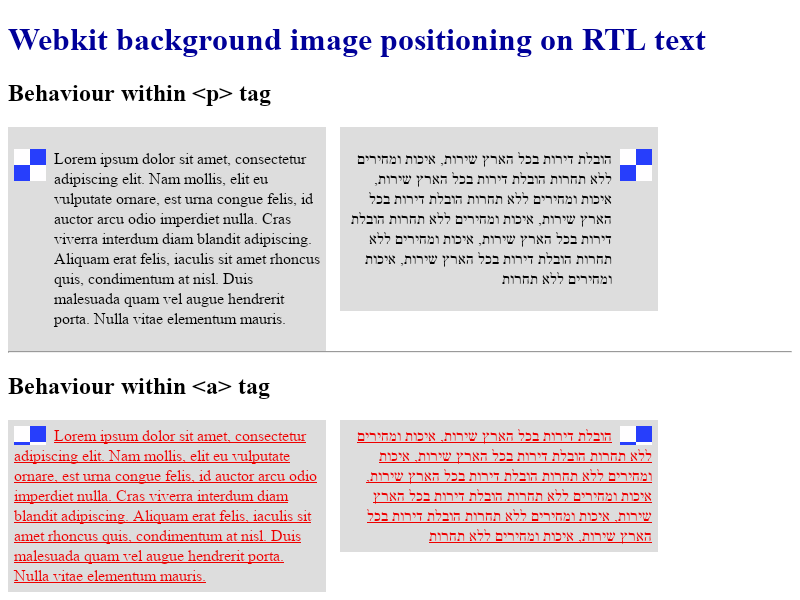 Webkit background image positioning on RTL text
Behaviour within <p> tag
Lorem ipsum dolor sit amet, consectetur
adipiscing elit. Nam mollis, elit eu
vulputate ornare, est urna congue felis, id
auctor arcu odio imperdiet nulla. Cras
viverra interdum diam blandit adipiscing.
Aliquam erat felis, iaculis sit amet rhoncus
quis, condimentum at nisl. Duis
malesuada quam vel augue hendrerit
porta. Nulla vitae elementum mauris.
הובלת דירות בכל הארץ שירות, איכות ומחירים
ללא תחרות הובלת דירות בכל הארץ שירות,
איכות ומחירים ללא תחרות הובלת דירות בכל
הארץ שירות, איכות ומחירים ללא תחרות הובלת
דירות בכל הארץ שירות, איכות ומחירים ללא
תחרות הובלת דירות בכל הארץ שירות, איכות
ומחירים ללא תחרות
Behaviour within <a> tag
Lorem ipsum dolor sit amet, consectetur
adipiscing elit. Nam mollis, elit eu vulputate
ornare, est urna congue felis, id auctor arcu odio
imperdiet nulla. Cras viverra interdum diam
blandit adipiscing. Aliquam erat felis, iaculis sit
amet rhoncus quis, condimentum at nisl. Duis
malesuada quam vel augue hendrerit porta.
Nulla vitae elementum mauris.
הובלת דירות בכל הארץ שירות, איכות ומחירים
ללא תחרות הובלת דירות בכל הארץ שירות, איכות
ומחירים ללא תחרות הובלת דירות בכל הארץ שירות,
איכות ומחירים ללא תחרות הובלת דירות בכל הארץ
שירות, איכות ומחירים ללא תחרות הובלת דירות בכל
הארץ שירות, איכות ומחירים ללא תחרות